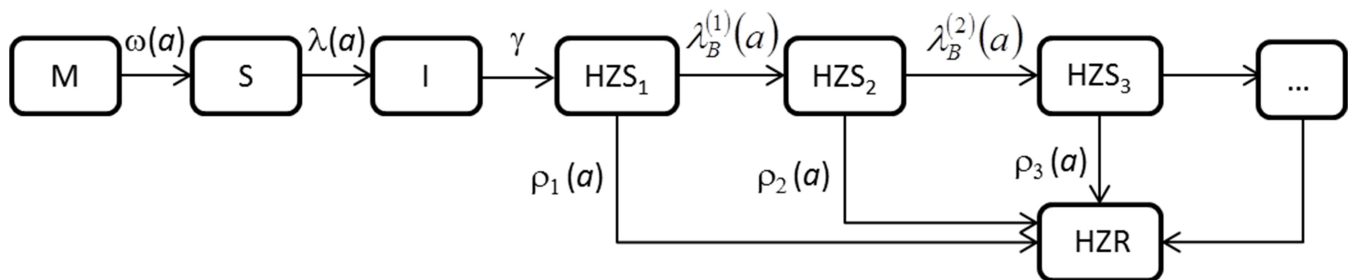 ω(a) λ(a) γ λ_B^(1)(a) λ_B^(2)(a)
M S I HZS₁ HZS₂ HZS₃ ...
ρ₁(a) ρ₂(a) ρ₃(a)
HZR